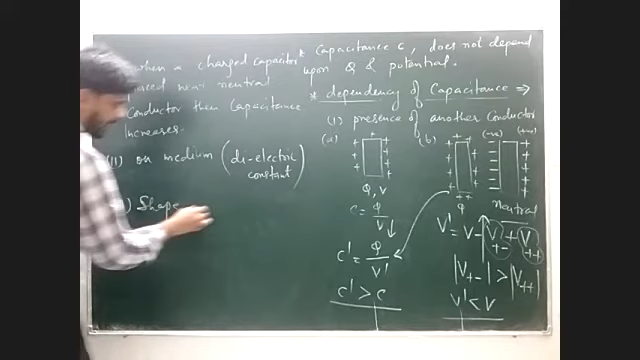 when a charged capacitor
placed near neutral
Conductor then Capacitance
increases.
(II) on medium (di-electric
constant)
) Shape
* Capacitance C, does not depend
upon Q & potential.
* dependency of Capacitance ⇒
(1) presence of another Conductor
(a)
+ + + + + + + + +
Q, V
C = Q/V ↓
C' = Q/V'
C' > C
(b)
+ + + + + + + + + + + +
Q
(-ve) (+ve)
- - - - - - + + + + +
Neutral
V' = V - V+- + V++
|V+-| > |V++|
V' < V